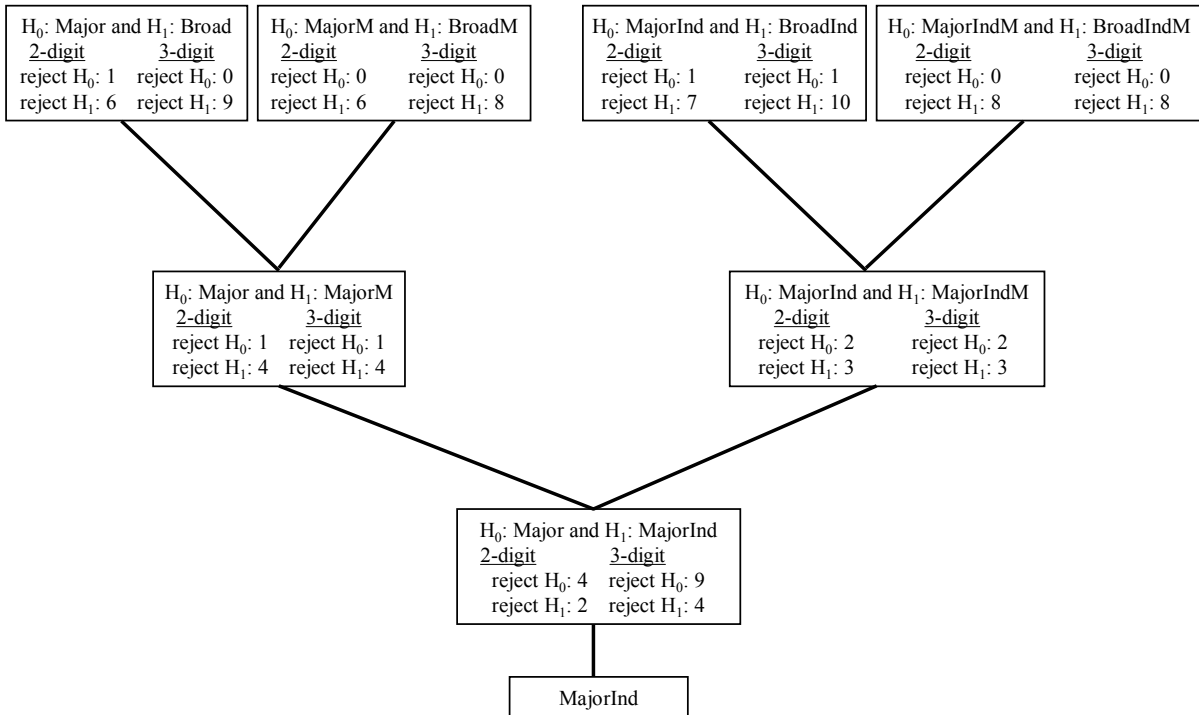 H₀: Major and H₁: Broad
2-digit 3-digit
reject H₀: 1 reject H₀: 0
reject H₁: 6 reject H₁: 9
H₀: MajorM and H₁: BroadM
2-digit 3-digit
reject H₀: 0 reject H₀: 0
reject H₁: 6 reject H₁: 8
H₀: MajorInd and H₁: BroadInd
2-digit 3-digit
reject H₀: 1 reject H₀: 1
reject H₁: 7 reject H₁: 10
H₀: MajorIndM and H₁: BroadIndM
2-digit 3-digit
reject H₀: 0 reject H₀: 0
reject H₁: 8 reject H₁: 8
H₀: Major and H₁: MajorM
2-digit 3-digit
reject H₀: 1 reject H₀: 1
reject H₁: 4 reject H₁: 4
H₀: MajorInd and H₁: MajorIndM
2-digit 3-digit
reject H₀: 2 reject H₀: 2
reject H₁: 3 reject H₁: 3
H₀: Major and H₁: MajorInd
2-digit 3-digit
reject H₀: 4 reject H₀: 9
reject H₁: 2 reject H₁: 4
MajorInd